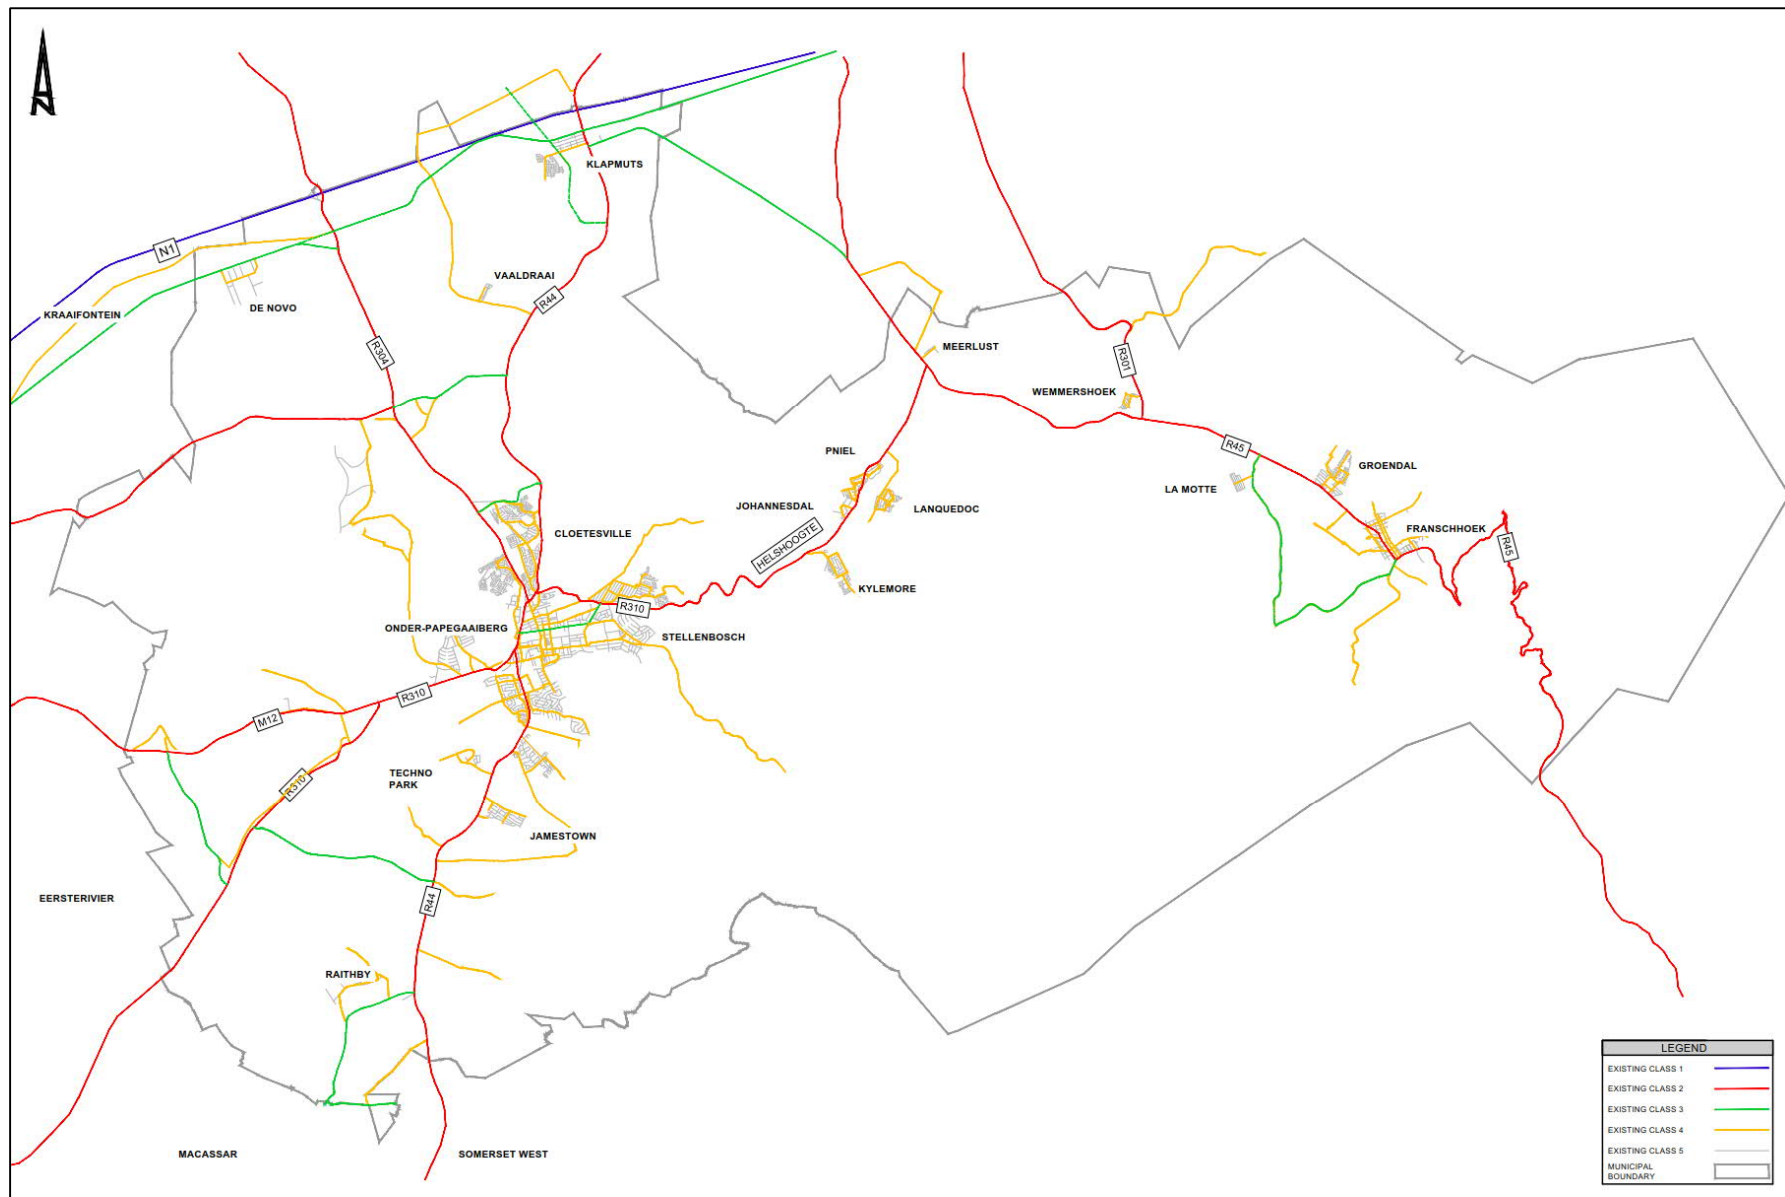 N
KLAPMUTS
N1
VAALDRAAI
R44
DE NOVO
KRAAIFONTEIN
R304
MEERLUST
R301
WEMMERSHOEK
R45
PNIEL
GROENDAL
LA MOTTE
JOHANNESDAL
LANQUEDOC
FRANSCHHOEK
CLOETESVILLE
HELSHOOGTE
R45
KYLEMORE
R310
ONDER-PAPEGAAIBERG
STELLENBOSCH
R310
M12
TECHNO
PARK
R310
JAMESTOWN
EERSTERIVIER
R44
RAITHBY
MACASSAR
SOMERSET WEST
LEGEND
EXISTING CLASS 1
EXISTING CLASS 2
EXISTING CLASS 3
EXISTING CLASS 4
EXISTING CLASS 5
MUNICIPAL
BOUNDARY